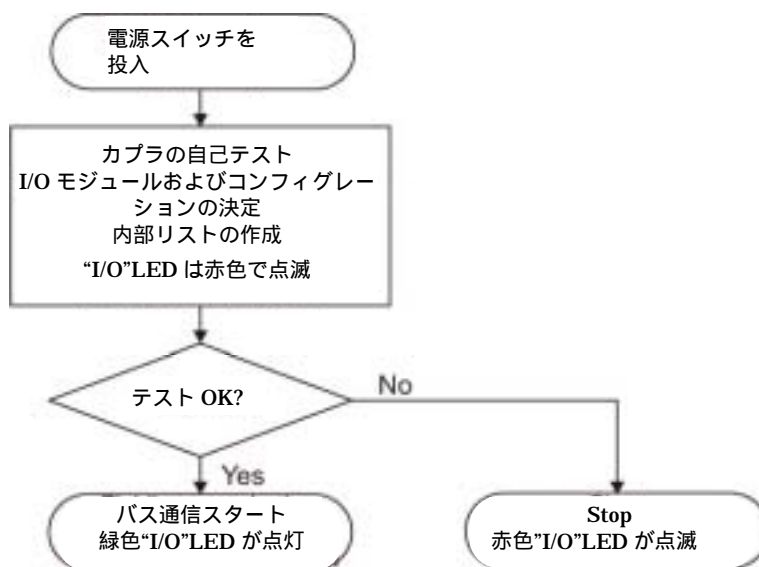 電源スイッチを
投入
カプラの自己テスト
I/O モジュールおよびコンフィグレー
ションの決定
内部リストの作成
“I/O”LED は赤色で点滅
テスト OK?
No
Yes
バス通信スタート
緑色“I/O”LED が点灯
Stop
赤色”I/O”LED が点滅